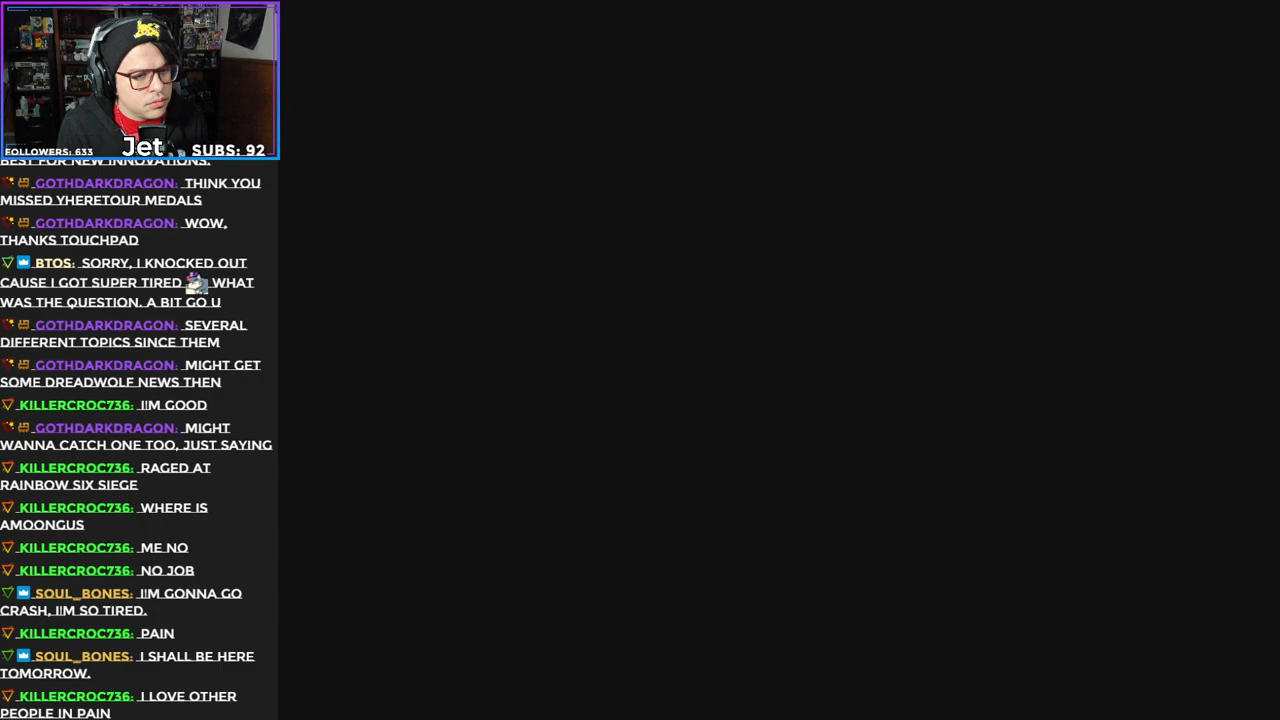 FOLLOWERS: 633
Jet
SUBS: 92
BEST FOR NEW INNOVATIONS.
GOTHDARKDRAGON: THINK YOU
MISSED YHERETOUR MEDALS
GOTHDARKDRAGON: WOW,
THANKS TOUCHPAD
BTOS: SORRY, I KNOCKED OUT
CAUSE I GOT SUPER TIRED WHAT
WAS THE QUESTION. A BIT GO U
GOTHDARKDRAGON: SEVERAL
DIFFERENT TOPICS SINCE THEM
GOTHDARKDRAGON: MIGHT GET
SOME DREADWOLF NEWS THEN
KILLERCROC736: I'M GOOD
GOTHDARKDRAGON: MIGHT
WANNA CATCH ONE TOO, JUST SAYING
KILLERCROC736: RAGED AT
RAINBOW SIX SIEGE
KILLERCROC736: WHERE IS
AMOONGUS
KILLERCROC736: ME NO
KILLERCROC736: NO JOB
SOUL_BONES: I'M GONNA GO
CRASH, I'M SO TIRED.
KILLERCROC736: PAIN
SOUL_BONES: I SHALL BE HERE
TOMORROW.
KILLERCROC736: I LOVE OTHER
PEOPLE IN PAIN